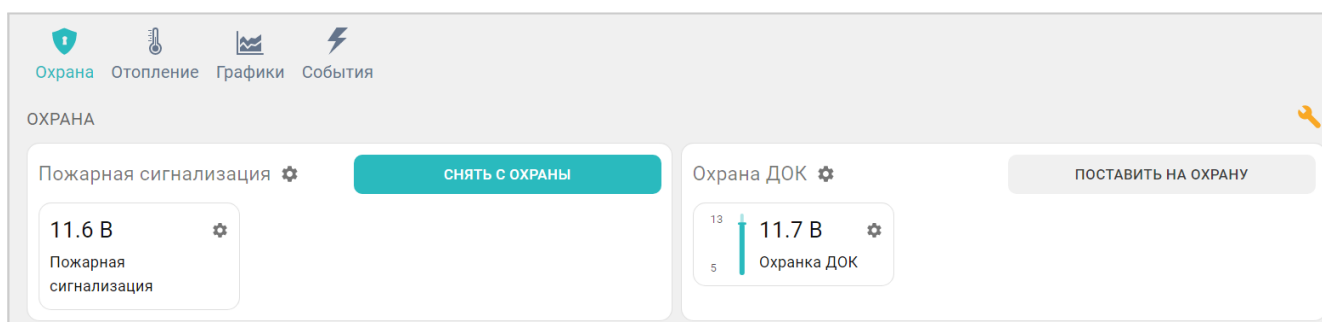 Охрана Отопление Графики События
ОХРАНА
Пожарная сигнализация СНЯТЬ С ОХРАНЫ
11.6 В
Пожарная
сигнализация
Охрана ДОК ПОСТАВИТЬ НА ОХРАНУ
13
11.7 В
5
Охранка ДОК